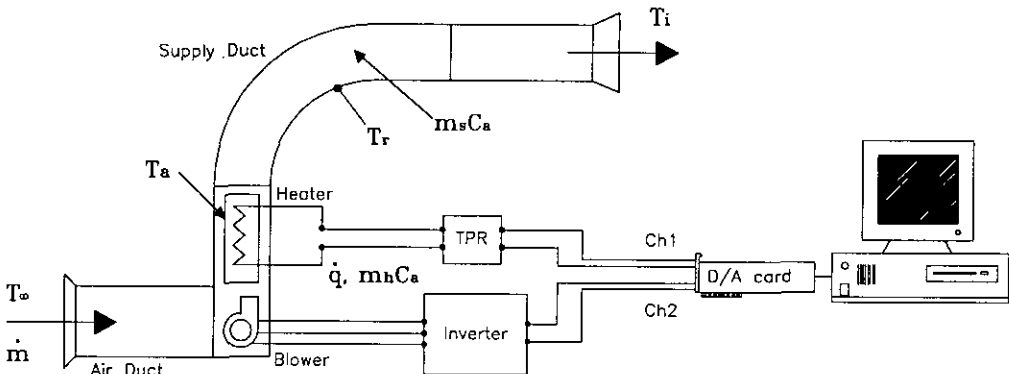 Ti
Supply Duct
msCa
Tr
Ta
Heater
TPR
Ch1
D/A card
q̇, mhCa
Ch2
T∞
ṁ
Inverter
Blower
Air Duct